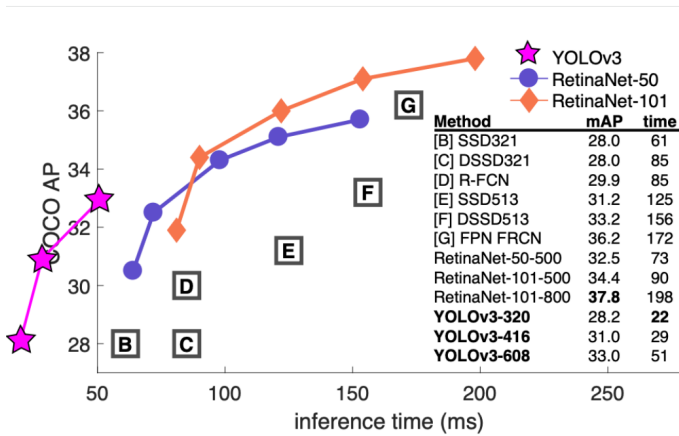 38
36
34
32
30
28
COCO AP
50
100
150
200
250
inference time (ms)
B
C
D
E
F
G
YOLOv3
RetinaNet-50
RetinaNet-101
Method mAP time
[B] SSD321 28.0 61
[C] DSSD321 28.0 85
[D] R-FCN 29.9 85
[E] SSD513 31.2 125
[F] DSSD513 33.2 156
[G] FPN FRCN 36.2 172
RetinaNet-50-500 32.5 73
RetinaNet-101-500 34.4 90
RetinaNet-101-800 37.8 198
YOLOv3-320 28.2 22
YOLOv3-416 31.0 29
YOLOv3-608 33.0 51